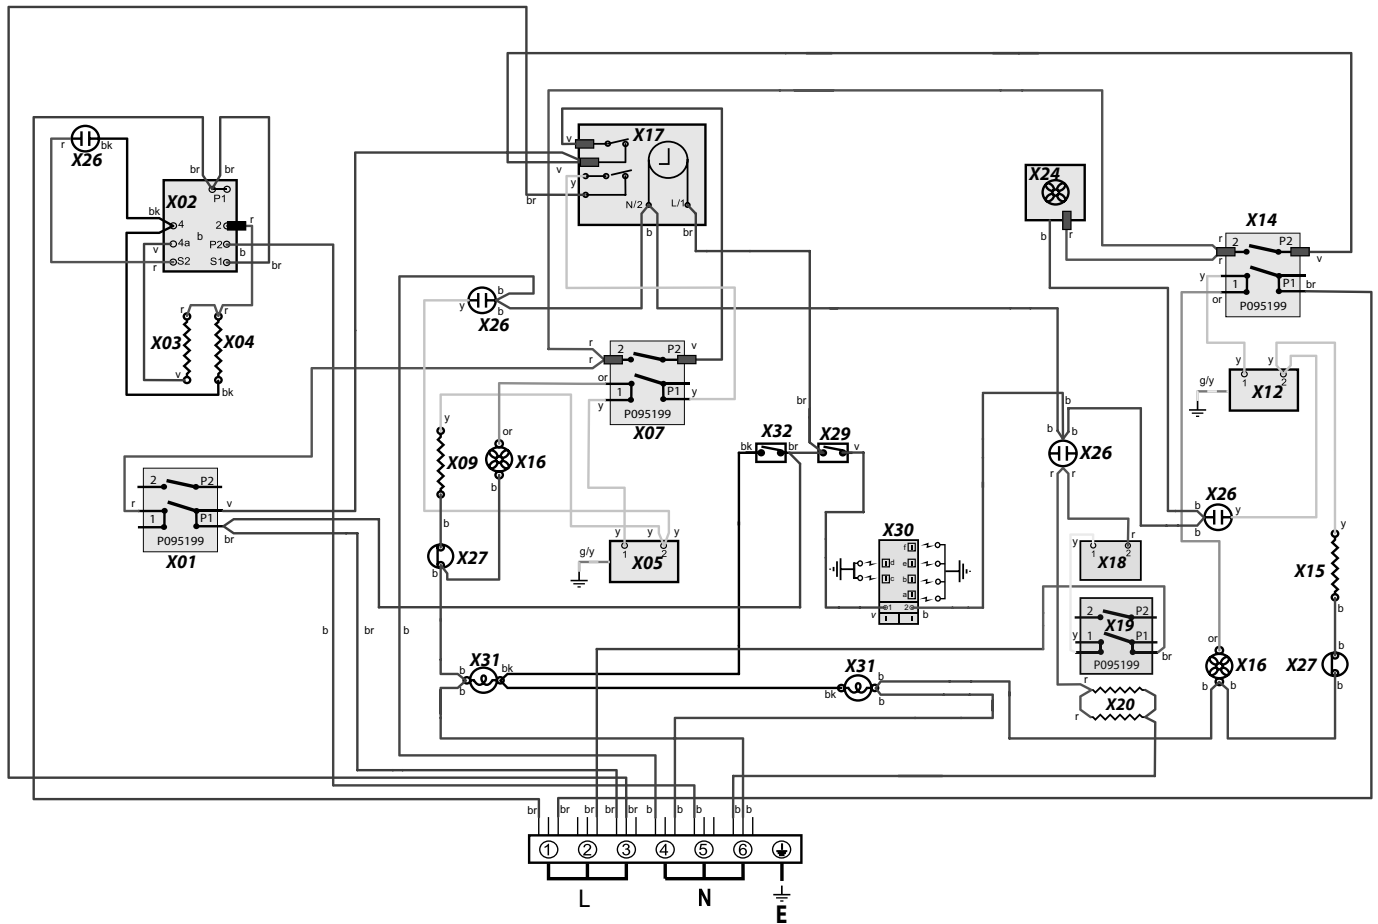 X17
v
v
y
br
N/2
L/1
b
br
X26
r
bk
br
br
X02
P1
bk
4
2
r
b
4a
v
P2
b
S2
r
S1
br
X03
r
r
X04
v
bk
X24
b
r
X14
r
2
P2
r
v
y
1
P1
br
or
P095199
y
b
b
X26
r
r
2
P2
v
or
1
P1
y
y
P095199
X07
y
y
g/y
1
2
X12
br
y
or
X09
X16
b
b
bk
X32
br
X29
v
b
b
b
X26
r
r
2
P2
r
v
1
P1
br
P095199
X01
b
X27
b
g/y
y
y
y
1
2
X05
X30
f
d
e
c
b
a
v
1
2
b
b
X26
y
b
y
r
1
2
X18
y
X15
b
2
P2
X19
y
1
P1
br
P095199
b
br
b
b
X31
bk
b
X31
b
bk
b
or
X16
b
b
b
X27
b
r
X20
r
br
br
br
br
br
b
b
b
b
b
1
2
3
4
5
6
L
N
E